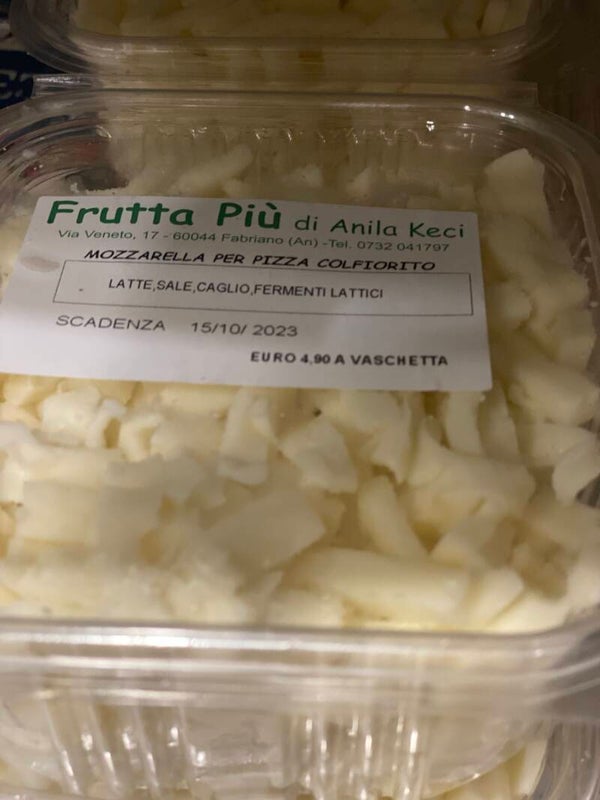 Frutta Più di Anila Keci
Via Veneto, 17 - 60044 Fabriano (An) -Tel. 0732 041797
MOZZARELLA PER PIZZA COLFIORITO
LATTE,SALE,CAGLIO,FERMENTI LATTICI
SCADENZA 15/10/ 2023
EURO 4,90 A VASCHETTA